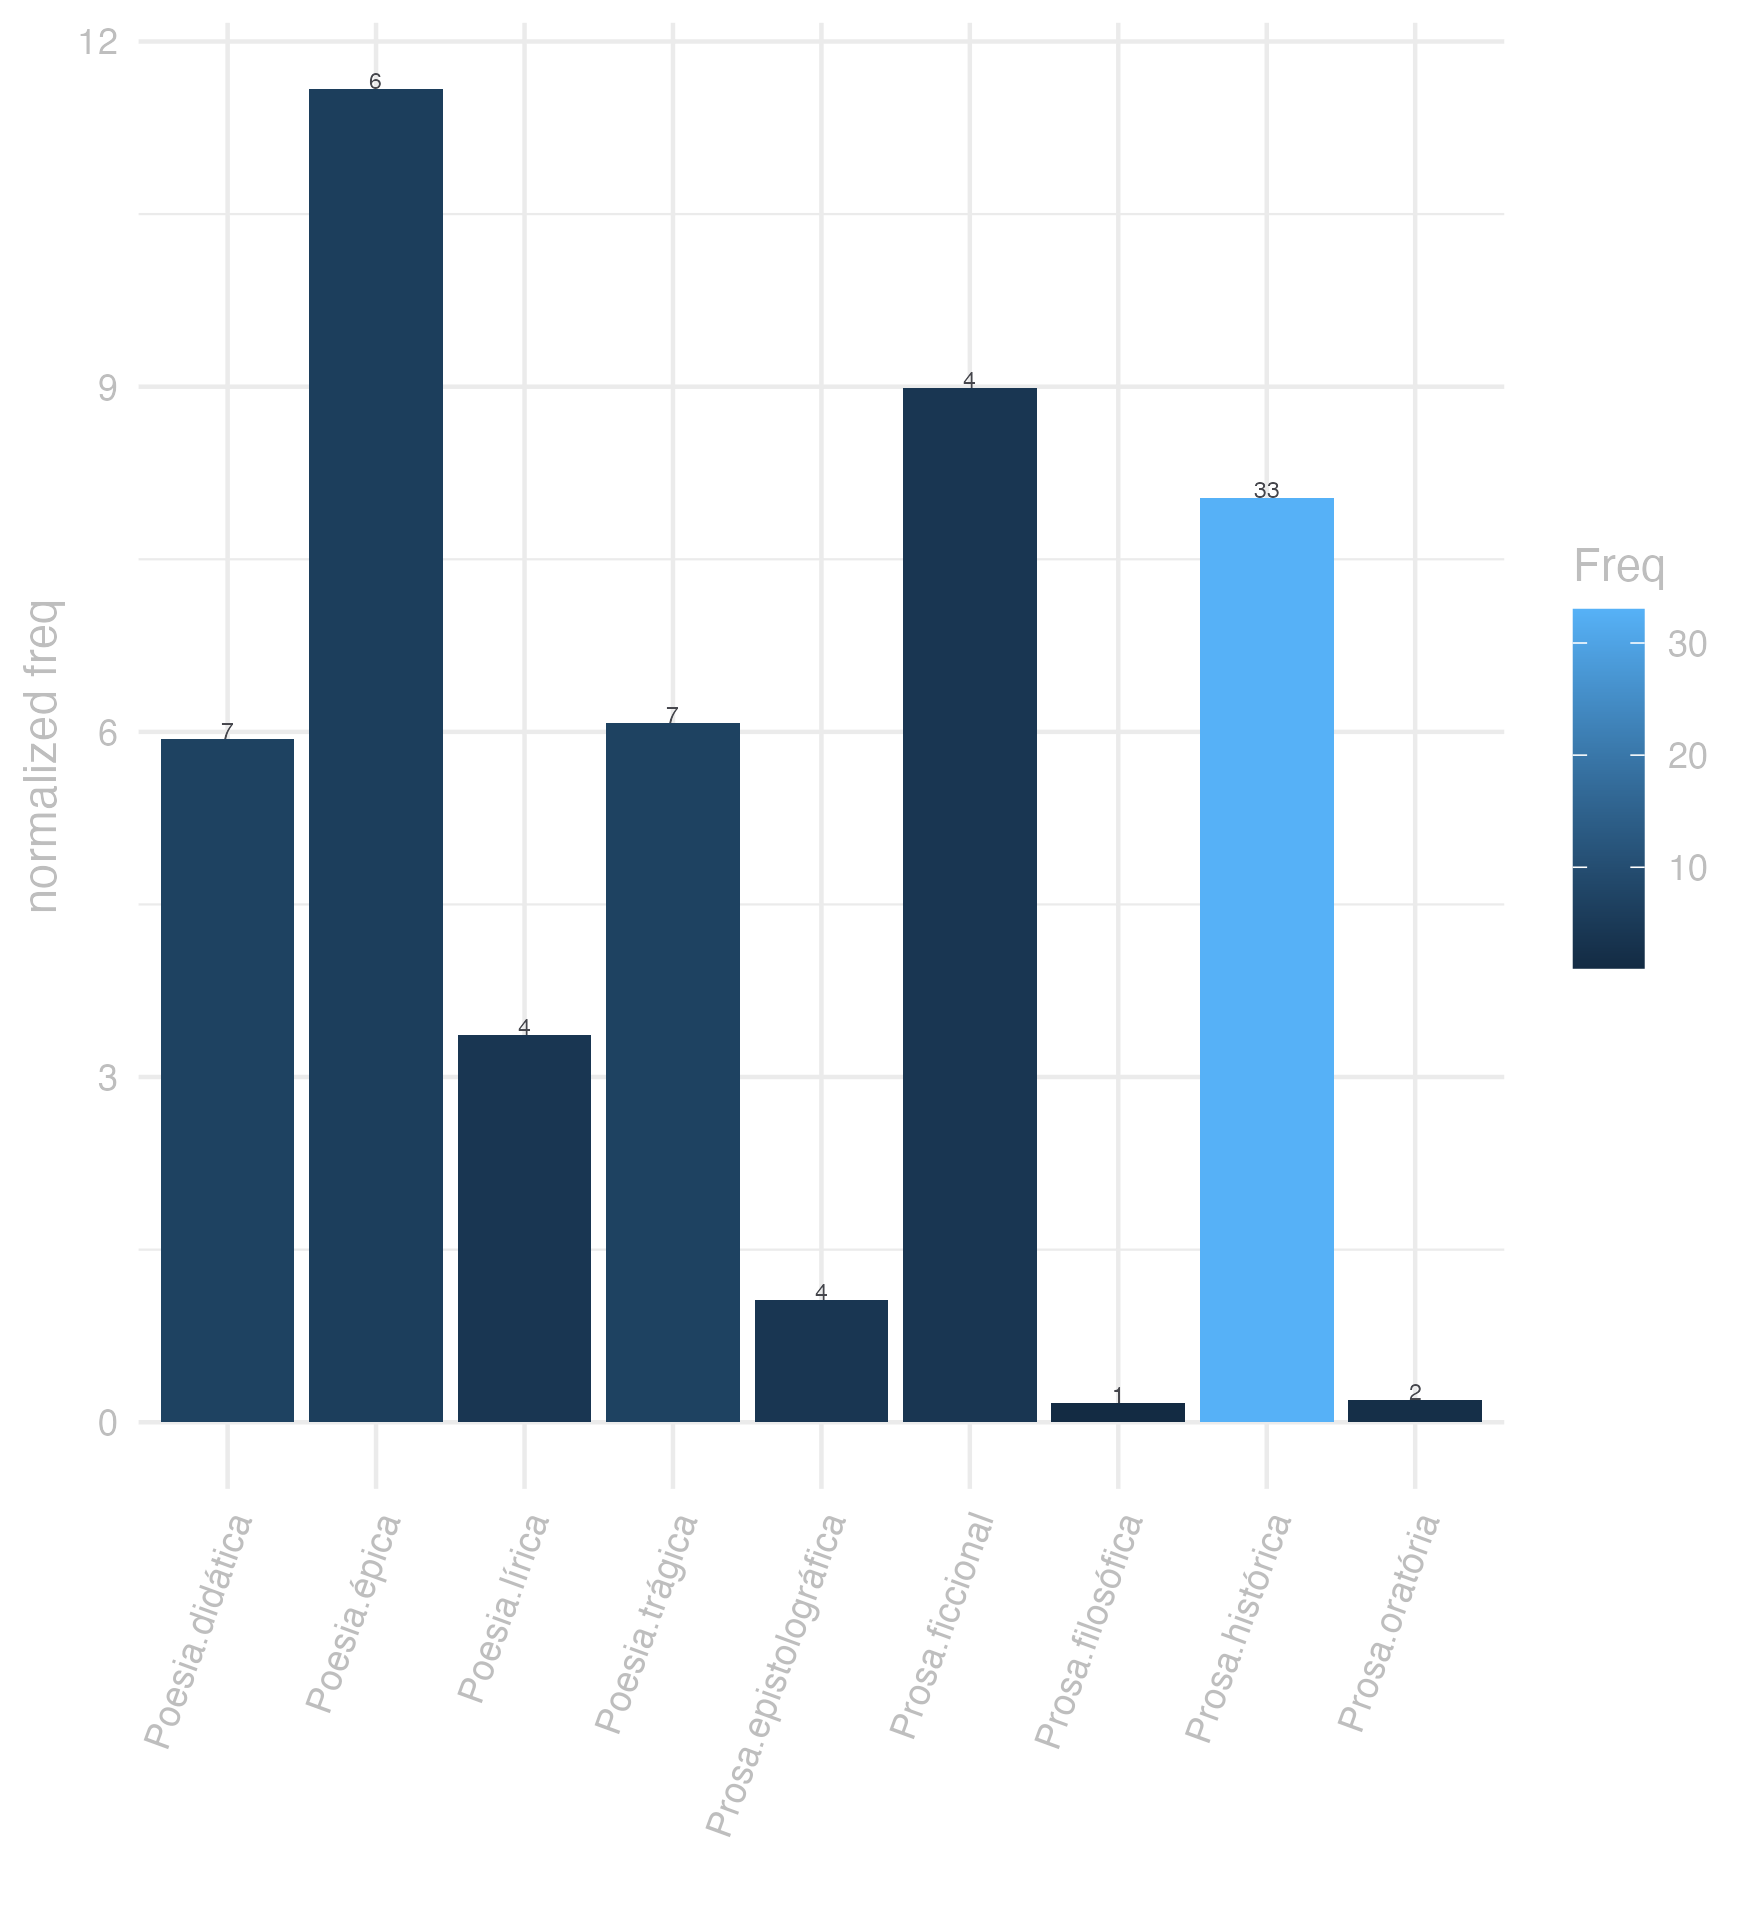 normalized freq
12
9
6
3
0
7
6
4
7
4
4
1
33
2
Poesia.didática
Poesia.épica
Poesia.lírica
Poesia.trágica
Prosa.epistolográfica
Prosa.ficcional
Prosa.filosófica
Prosa.histórica
Prosa.oratória
Freq
30
20
10